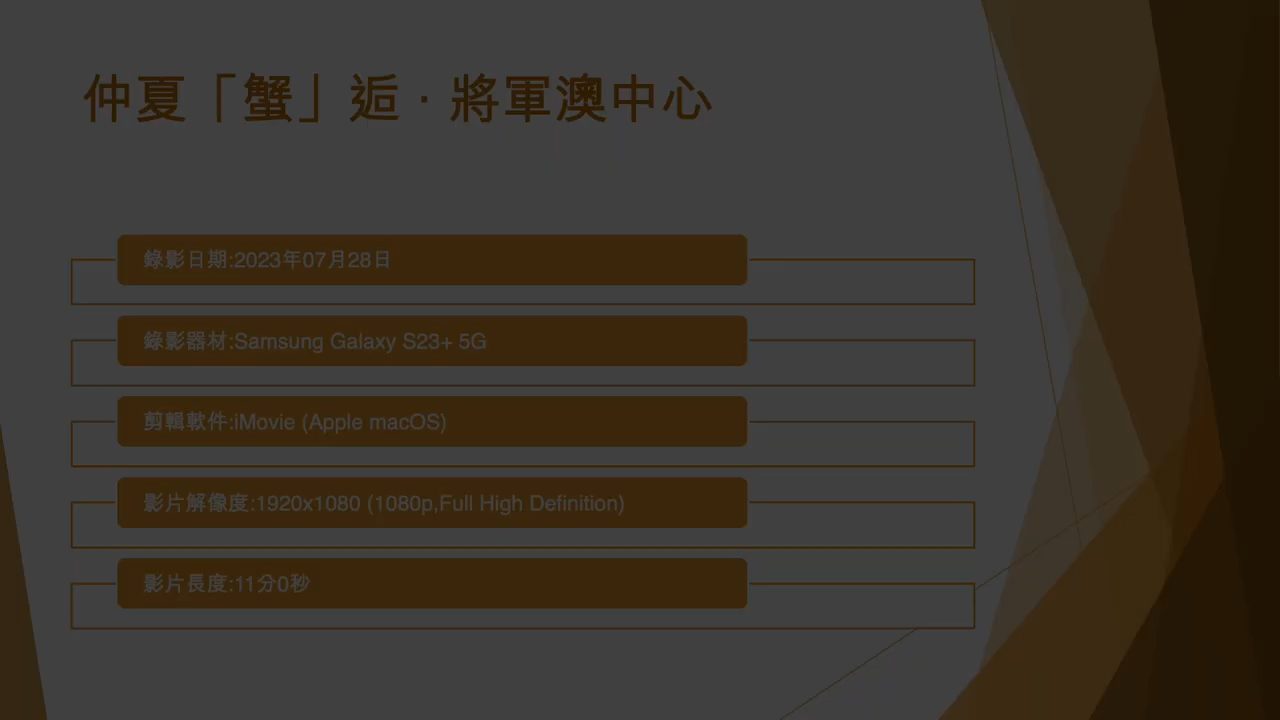 仲夏「蟹」逅 · 將軍澳中心
錄影日期:2023年07月28日
錄影器材:Samsung Galaxy S23+ 5G
剪輯軟件:iMovie (Apple macOS)
影片解像度:1920x1080 (1080p,Full High Definition)
影片長度:11分0秒